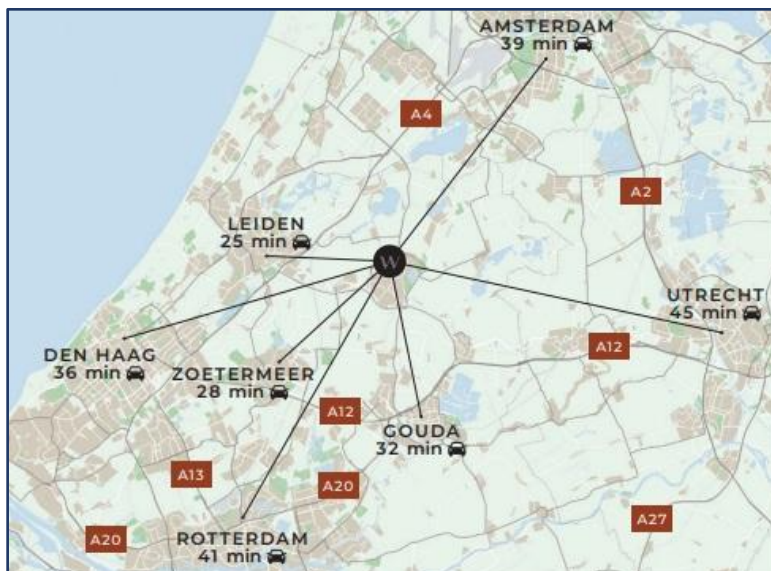 AMSTERDAM
39 min
A4
A2
LEIDEN
25 min
W
UTRECHT
45 min
DEN HAAG
36 min
ZOETERMEER
28 min
A12
A12
GOUDA
32 min
A13
A20
A27
ROTTERDAM
41 min
A20